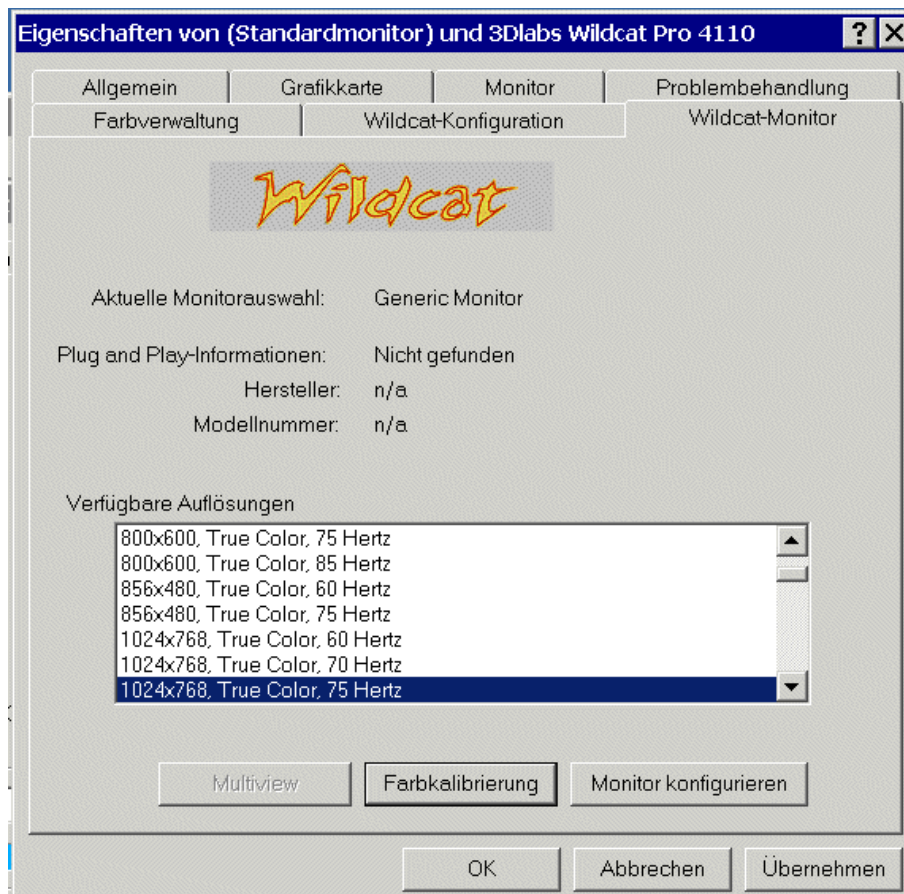 Eigenschaften von (Standardmonitor) und 3Dlabs Wildcat Pro 4110
Allgemein Grafikkarte Monitor Problembehandlung
Farbverwaltung Wildcat-Konfiguration Wildcat-Monitor
Wildcat
Aktuelle Monitorauswahl: Generic Monitor
Plug and Play-Informationen: Nicht gefunden
Hersteller: n/a
Modellnummer: n/a
Verfügbare Auflösungen
800x600, True Color, 75 Hertz
800x600, True Color, 85 Hertz
856x480, True Color, 60 Hertz
856x480, True Color, 75 Hertz
1024x768, True Color, 60 Hertz
1024x768, True Color, 70 Hertz
1024x768, True Color, 75 Hertz
Multiview Farbkalibrierung Monitor konfigurieren
OK Abbrechen Übernehmen